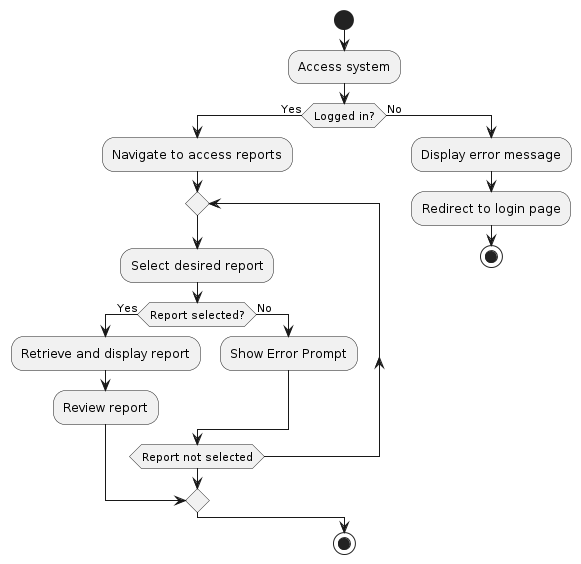 Access system
Yes
Logged in?
No
Navigate to access reports
Display error message
Redirect to login page
Select desired report
Yes
Report selected?
No
Retrieve and display report
Show Error Prompt
Review report
Report not selected